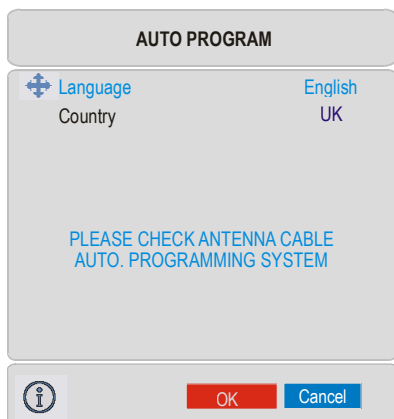 AUTO PROGRAM
Language English
Country UK
PLEASE CHECK ANTENNA CABLE
AUTO. PROGRAMMING SYSTEM
OK Cancel